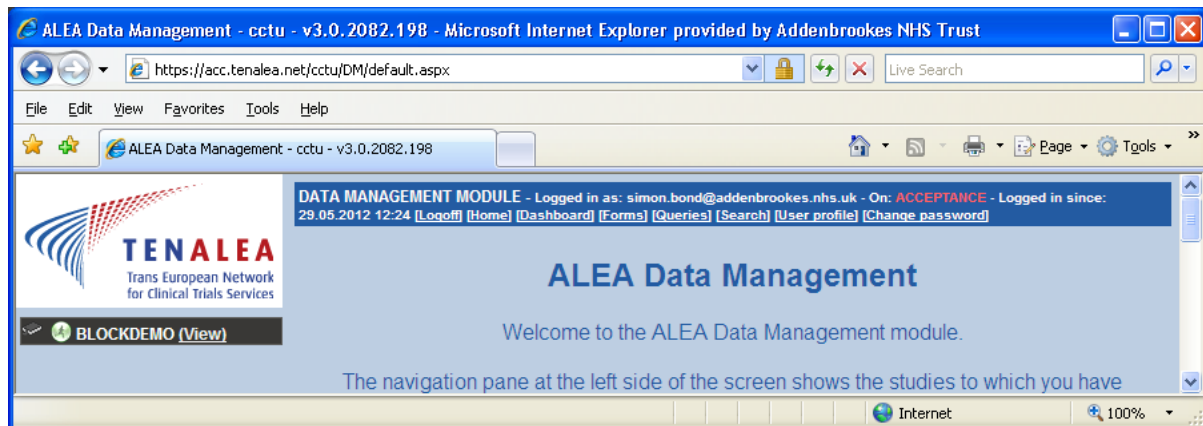 ALEA Data Management - cctu - v3.0.2082.198 - Microsoft Internet Explorer provided by Addenbrookes NHS Trust
https://acc.tenalea.net/cctu/DM/default.aspx
Live Search
File Edit View Favorites Tools Help
ALEA Data Management - cctu - v3.0.2082.198
Page Tools »
TENALEA
Trans European Network
for Clinical Trials Services
BLOCKDEMO (View)
DATA MANAGEMENT MODULE - Logged in as: simon.bond@addenbrookes.nhs.uk - On: ACCEPTANCE - Logged in since:
29.05.2012 12:24 [Logoff] [Home] [Dashboard] [Forms] [Queries] [Search] [User profile] [Change password]
ALEA Data Management
Welcome to the ALEA Data Management module.
The navigation pane at the left side of the screen shows the studies to which you have
Internet
100%